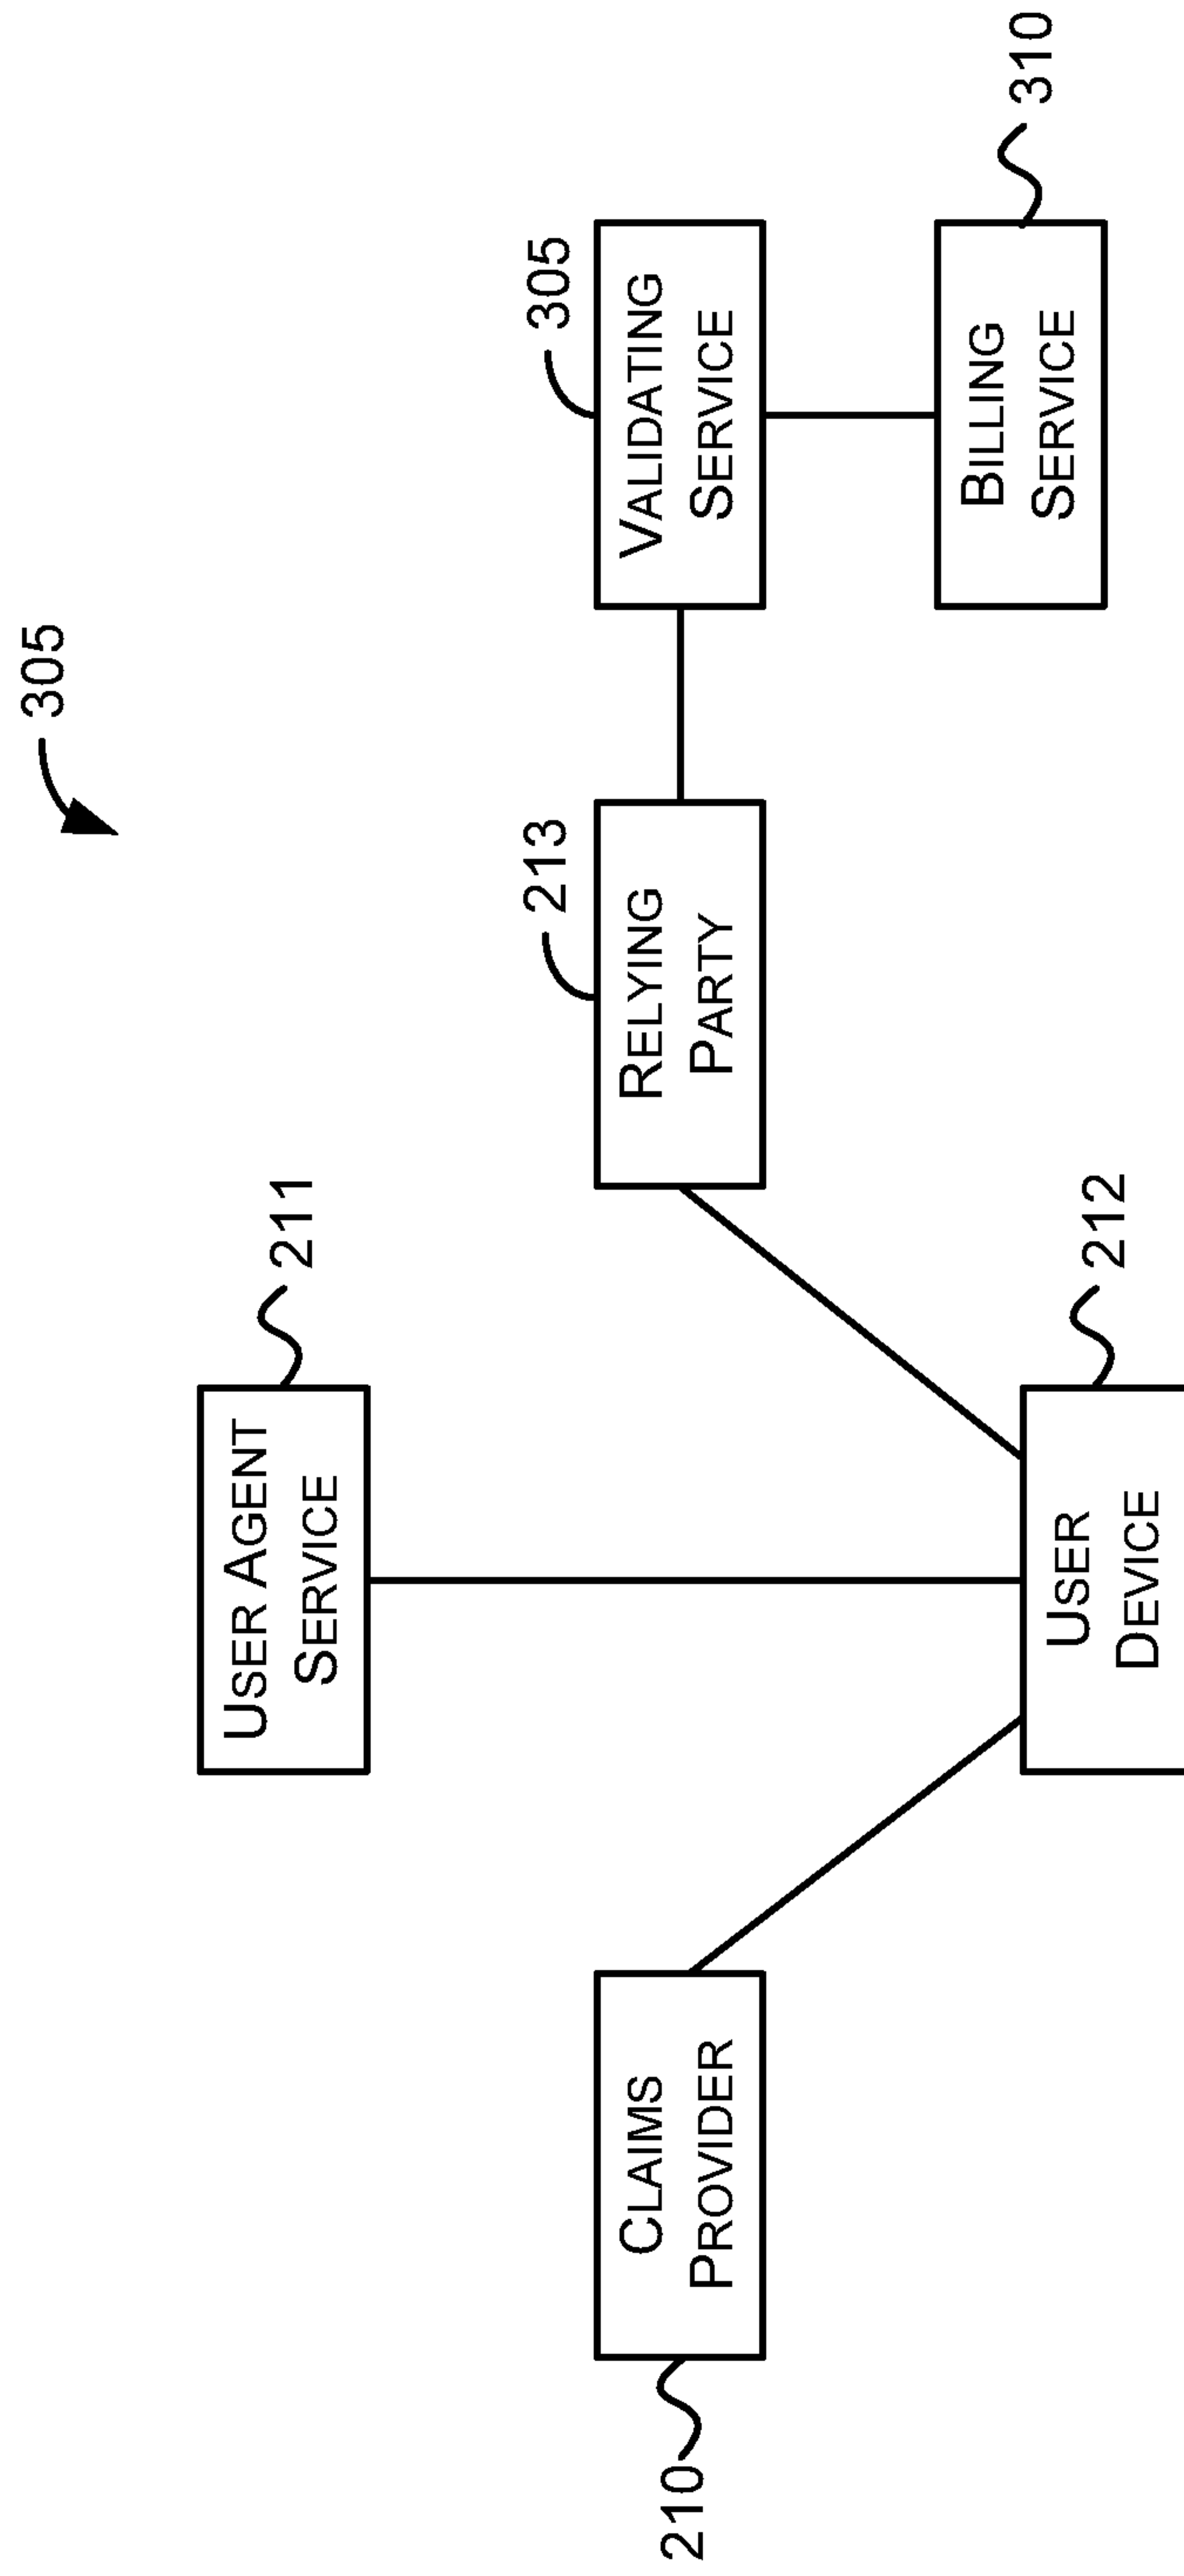 305
211
USER AGENT
SERVICE
210
CLAIMS
PROVIDER
213
RELYING
PARTY
305
VALIDATING
SERVICE
212
USER
DEVICE
310
BILLING
SERVICE